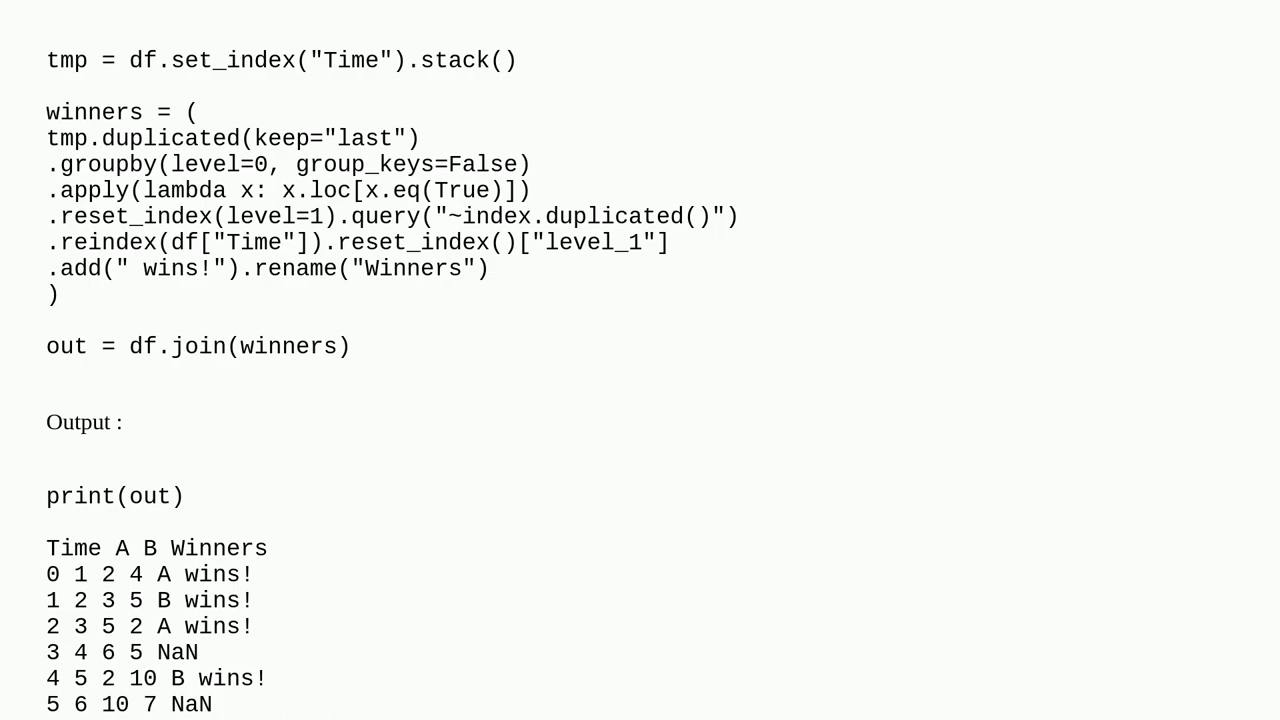 tmp = df.set_index("Time").stack()
winners = (
tmp.duplicated(keep="last")
.groupby(level=0, group_keys=False)
.apply(lambda x: x.loc[x.eq(True)])
.reset_index(level=1).query("~index.duplicated()")
.reindex(df["Time"]).reset_index()["level_1"]
.add(" wins!").rename("Winners")
)
out = df.join(winners)
Output :
print(out)
Time A B Winners
0 1 2 4 A wins!
1 2 3 5 B wins!
2 3 5 2 A wins!
3 4 6 5 NaN
4 5 2 10 B wins!
5 6 10 7 NaN